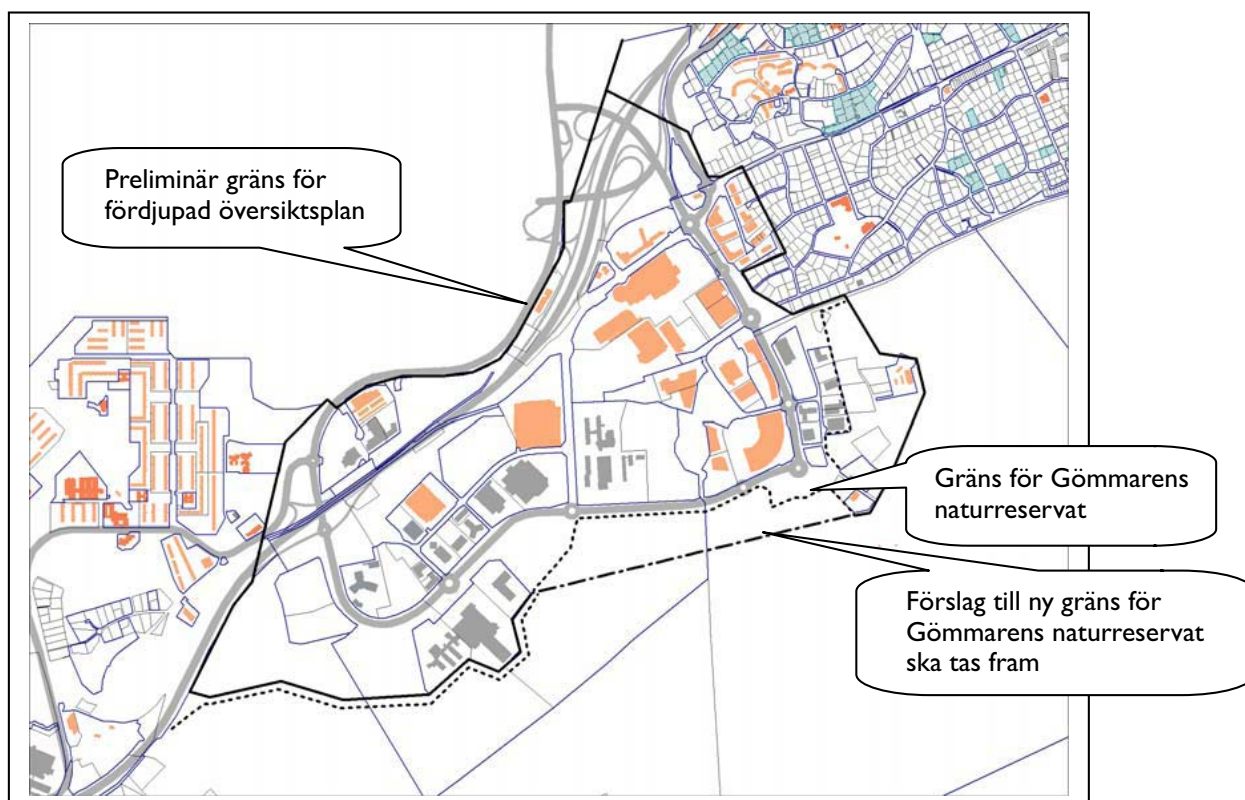 Preliminär gräns för
fördjupad översiktsplan
Gräns för Gömmarens
naturreservat
Förslag till ny gräns för
Gömmarens naturreservat
ska tas fram